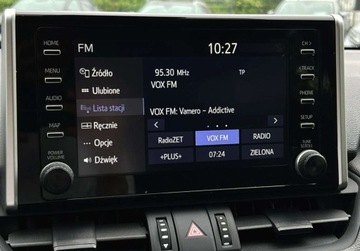 HOME
MENU
AUDIO
MAP
POWER
VOLUME
FM
10:27
Źródło
Ulubione
Lista stacji
Ręcznie
Opcje
Dźwięk
95.30 MHz
TP
VOX FM
VOX FM: Vamero - Addictive
RadioZET
VOX FM
RADIO
+PLUS+
07:24
ZIELONA
CH >
< TRACK
PHONE
SETUP
TUNE
SCROLL